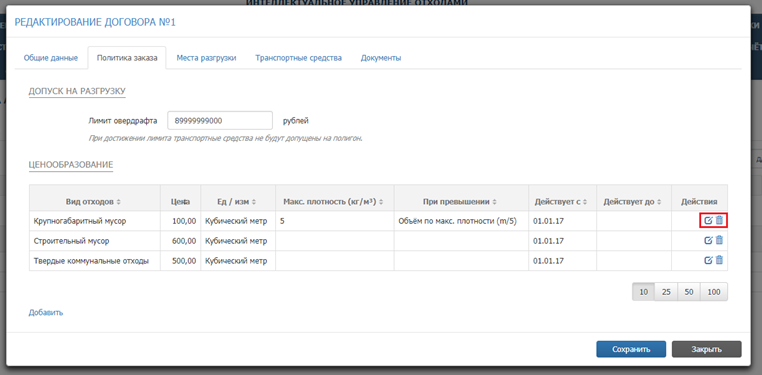 ИНТЕЛЛЕКТУАЛЬНОЕ УПРАВЛЕНИЕ ОТХОДАМИ
РЕДАКТИРОВАНИЕ ДОГОВОРА №1
Общие данные Политика заказа Места разгрузки Транспортные средства Документы
ДОПУСК НА РАЗГРУЗКУ
Лимит овердрафта 89999999000 рублей
При достижении лимита транспортные средства не будут допущены на полигон.
ЦЕНООБРАЗОВАНИЕ
Вид отходов Цена Ед / изм Макс. плотность (кг/м³) При превышении Действует с Действует до Действия
Крупногабаритный мусор 100,00 Кубический метр 5 Объём по макс. плотности (m/5) 01.01.17
Строительный мусор 600,00 Кубический метр 01.01.17
Твердые коммунальные отходы 500,00 Кубический метр 01.01.17
10 25 50 100
Добавить
Сохранить Закрыть